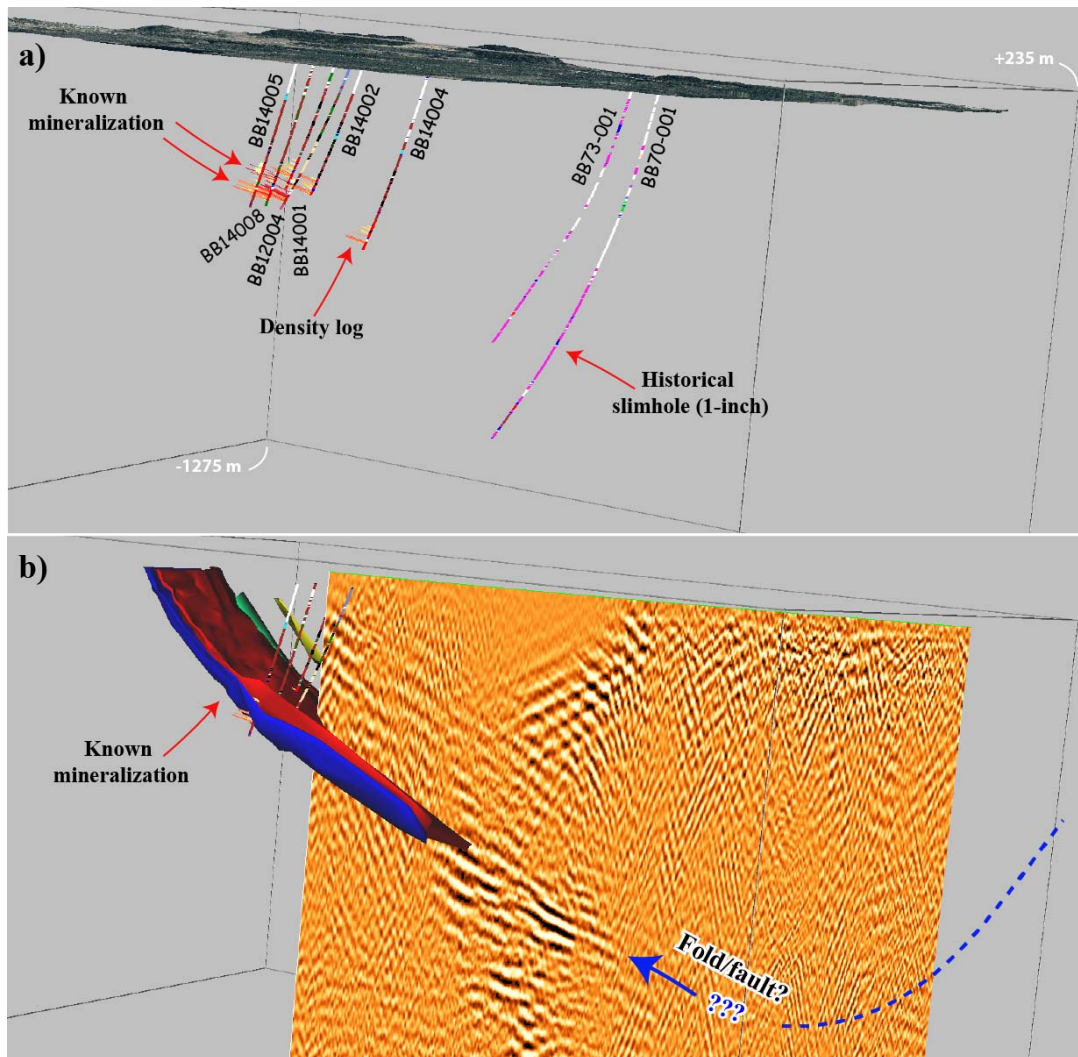 a)
+235 m
Known
mineralization
BB14005
BB14002
BB14004
BB73-001
BB70-001
BB14008
BB12004
BB14001
Density log
Historical
slimhole (1-inch)
-1275 m
b)
Known
mineralization
Fold/fault?
???